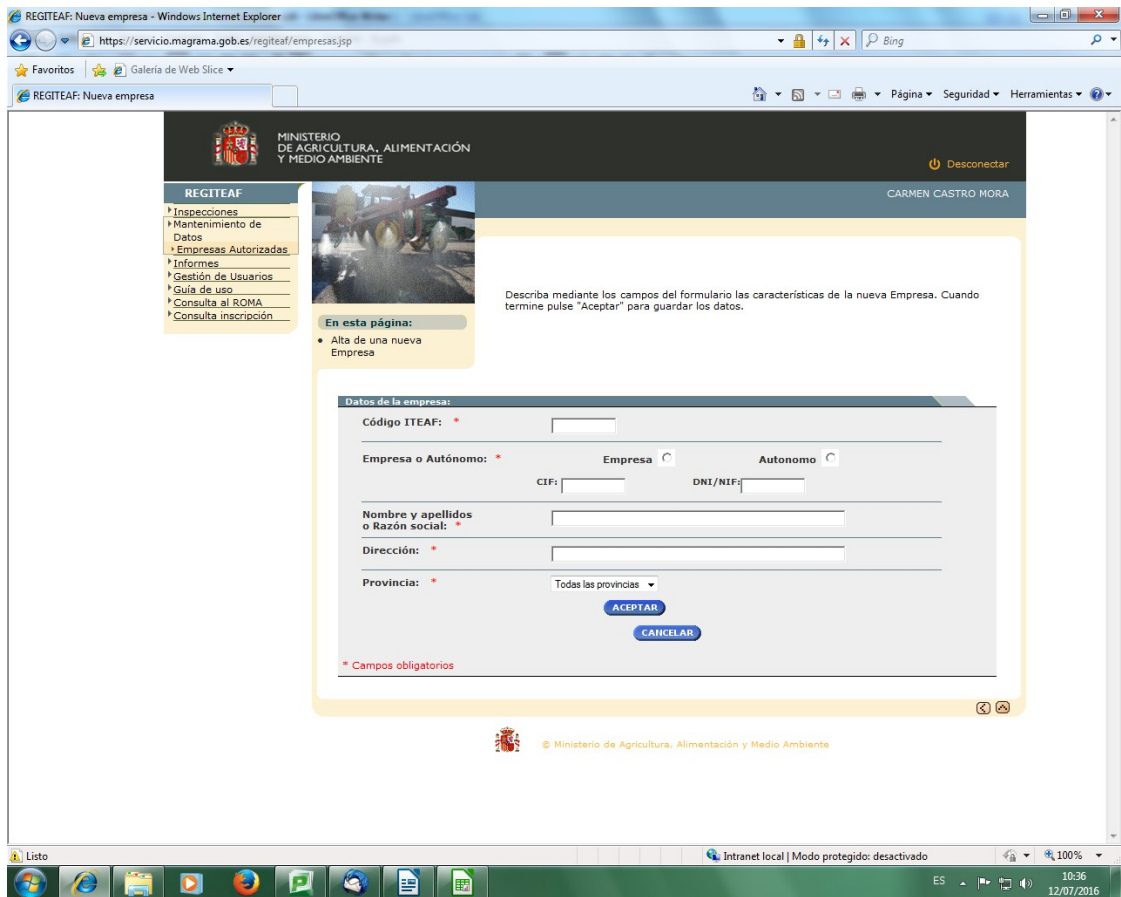 REGITEAF: Nueva empresa - Windows Internet Explorer
https://servicio.magrama.gob.es/regiteaf/empresas.jsp
Bing
Favoritos
Galería de Web Slice
REGITEAF: Nueva empresa
Página
Seguridad
Herramientas
MINISTERIO
DE AGRICULTURA, ALIMENTACIÓN
Y MEDIO AMBIENTE
Desconectar
REGITEAF
CARMEN CASTRO MORA
Inspecciones
Mantenimiento de
Datos
Empresas Autorizadas
Informes
Gestión de Usuarios
Guía de uso
Consulta al ROMA
Consulta inscripción
Describa mediante los campos del formulario las características de la nueva Empresa. Cuando
termine pulse "Aceptar" para guardar los datos.
En esta página:
Alta de una nueva
Empresa
Datos de la empresa:
Código ITEAF: *
Empresa o Autónomo: * Empresa Autonomo
CIF: DNI/NIF:
Nombre y apellidos
o Razón social: *
Dirección: *
Provincia: * Todas las provincias
ACEPTAR
CANCELAR
* Campos obligatorios
© Ministerio de Agricultura, Alimentación y Medio Ambiente
Listo
Intranet local | Modo protegido: desactivado
100%
ES
10:36
12/07/2016